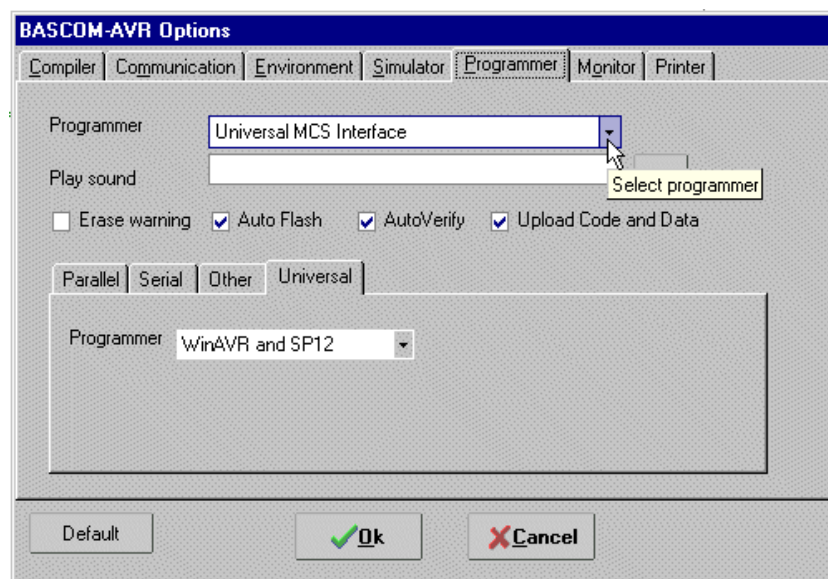 BASCOM-AVR Options
Compiler Communication Environment Simulator Programmer Monitor Printer
Programmer Universal MCS Interface
Play sound
Select programmer
Erase warning Auto Flash AutoVerify Upload Code and Data
Parallel Serial Other Universal
Programmer WinAVR and SP12
Default Ok Cancel